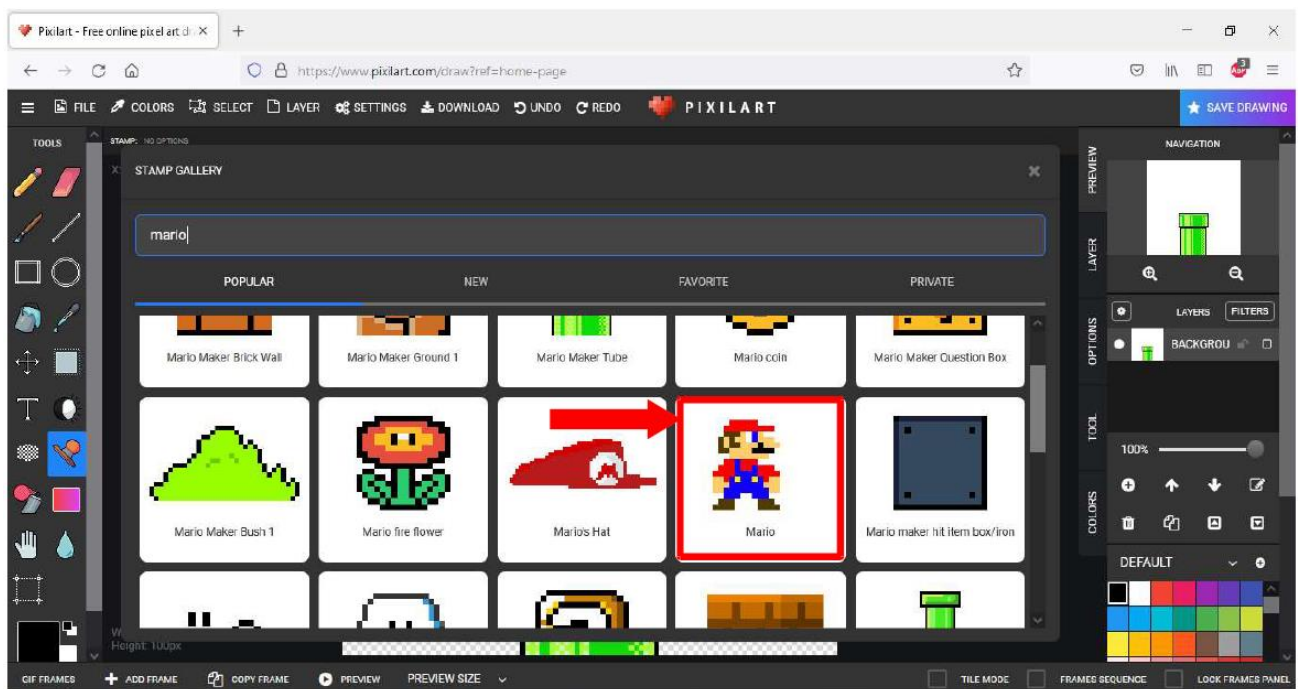 Pixilart - Free online pixel art dr
https://www.pixilart.com/draw?ref=home-page
FILE COLORS SELECT LAYER SETTINGS DOWNLOAD UNDO REDO PIXILART SAVE DRAWING
TOOLS
STAMP: NO OPTIONS
NAVIGATION
PREVIEW
STAMP GALLERY
mario
LAYER
POPULAR NEW FAVORITE PRIVATE
LAYERS FILTERS
OPTIONS
BACKGROU
Mario Maker Brick Wall Mario Maker Ground 1 Mario Maker Tube Mario coin Mario Maker Question Box
TOOL
100%
COLORS
Mario Maker Bush 1 Mario fire flower Mario's Hat Mario Mario maker hit item box/iron
DEFAULT
Height: 100px
GIF FRAMES ADD FRAME COPY FRAME PREVIEW PREVIEW SIZE TILE MODE FRAMES SEQUENCE LOCK FRAMES PANEL